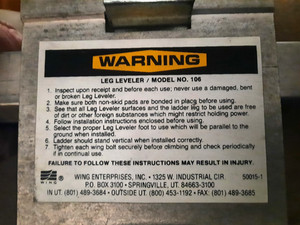 WARNING
LEG LEVELER / MODEL NO. 106
1. Inspect upon receipt and before each use; never use a damaged, bent
or broken Leg Leveler.
2. Make sure both non-skid pads are bonded in place before using.
3. See that all Leg Leveler surfaces and the ladder leg to be used are free
of dirt or other foreign substances which might restrict holding power.
4. Follow installation instructions enclosed before using.
5. Select the proper Leg Leveler foot to use which will be parallel to the
ground when installed.
6. Ladder should stand vertical when installed correctly.
7. Tighten each wing bolt securely before climbing and check periodically
if in continual use.
FAILURE TO FOLLOW THESE INSTRUCTIONS MAY RESULT IN INJURY.
WING
WING ENTERPRISES, INC. • 1325 W. INDUSTRIAL CIR.
P.O. BOX 3100 • SPRINGVILLE, UT. 84663-3100
IN UT. (801) 489-3684 • OUTSIDE UT. (800) 453-1192 • FAX: (801) 489-3685
50015-1